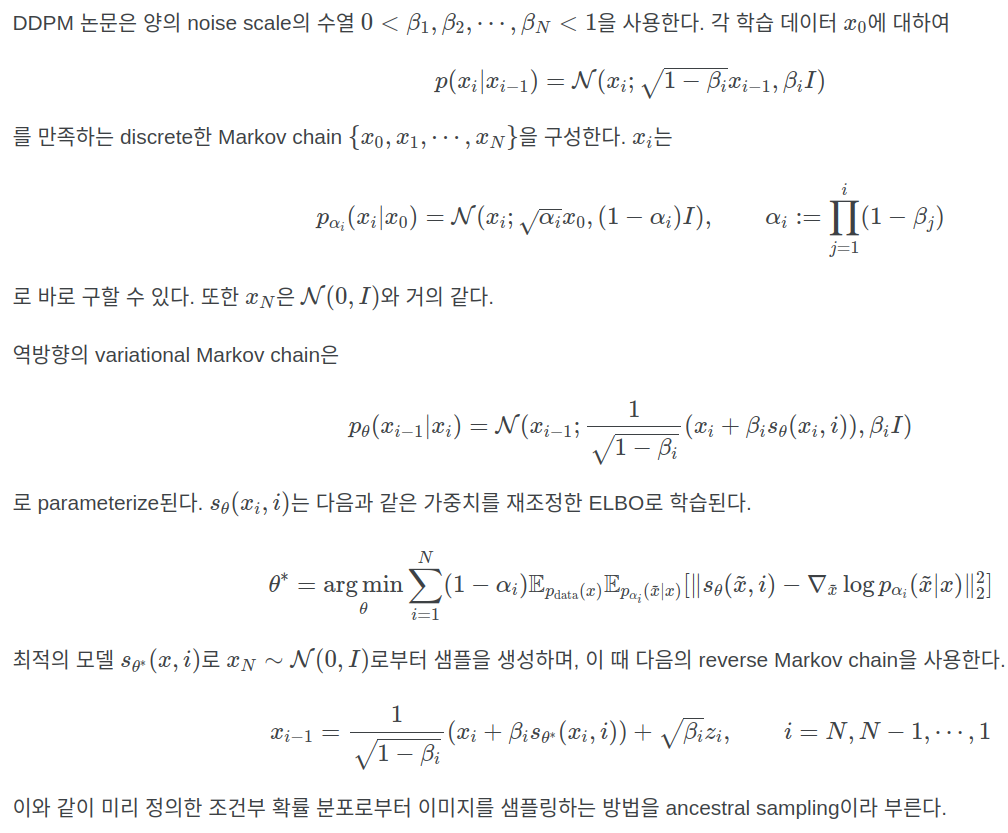 DDPM 논문은 양의 noise scale의 수열 $0 < \beta_1, \beta_2, \cdots, \beta_N < 1$을 사용한다. 각 학습 데이터 $x_0$에 대하여
$p(x_i|x_{i-1}) = \mathcal{N}(x_i; \sqrt{1-\beta_i}x_{i-1}, \beta_i I)$
를 만족하는 discrete한 Markov chain $\{x_0, x_1, \cdots, x_N\}$을 구성한다. $x_i$는
$p_{\alpha_i}(x_i|x_0) = \mathcal{N}(x_i; \sqrt{\alpha_i}x_0, (1-\alpha_i)I), \quad\quad \alpha_i := \prod_{j=1}^{i}(1-\beta_j)$
로 바로 구할 수 있다. 또한 $x_N$은 $\mathcal{N}(0, I)$와 거의 같다.
역방향의 variational Markov chain은
$p_\theta(x_{i-1}|x_i) = \mathcal{N}(x_{i-1}; \frac{1}{\sqrt{1-\beta_i}}(x_i + \beta_i s_\theta(x_i, i)), \beta_i I)$
로 parameterize된다. $s_\theta(x_i, i)$는 다음과 같은 가중치를 재조정한 ELBO로 학습된다.
$\theta^* = \underset{\theta}{\arg\min} \sum_{i=1}^{N}(1-\alpha_i)\mathbb{E}_{p_{\text{data}}(x)}\mathbb{E}_{p_{\alpha_i}(\tilde{x}|x)}[\|s_\theta(\tilde{x}, i) - \nabla_{\tilde{x}} \log p_{\alpha_i}(\tilde{x}|x)\|_2^2]$
최적의 모델 $s_{\theta^*}(x, i)$로 $x_N \sim \mathcal{N}(0, I)$로부터 샘플을 생성하며, 이 때 다음의 reverse Markov chain을 사용한다.
$x_{i-1} = \frac{1}{\sqrt{1-\beta_i}}(x_i + \beta_i s_{\theta^*}(x_i, i)) + \sqrt{\beta_i}z_i, \quad\quad i = N, N-1, \cdots, 1$
이와 같이 미리 정의한 조건부 확률 분포로부터 이미지를 샘플링하는 방법을 ancestral sampling이라 부른다.